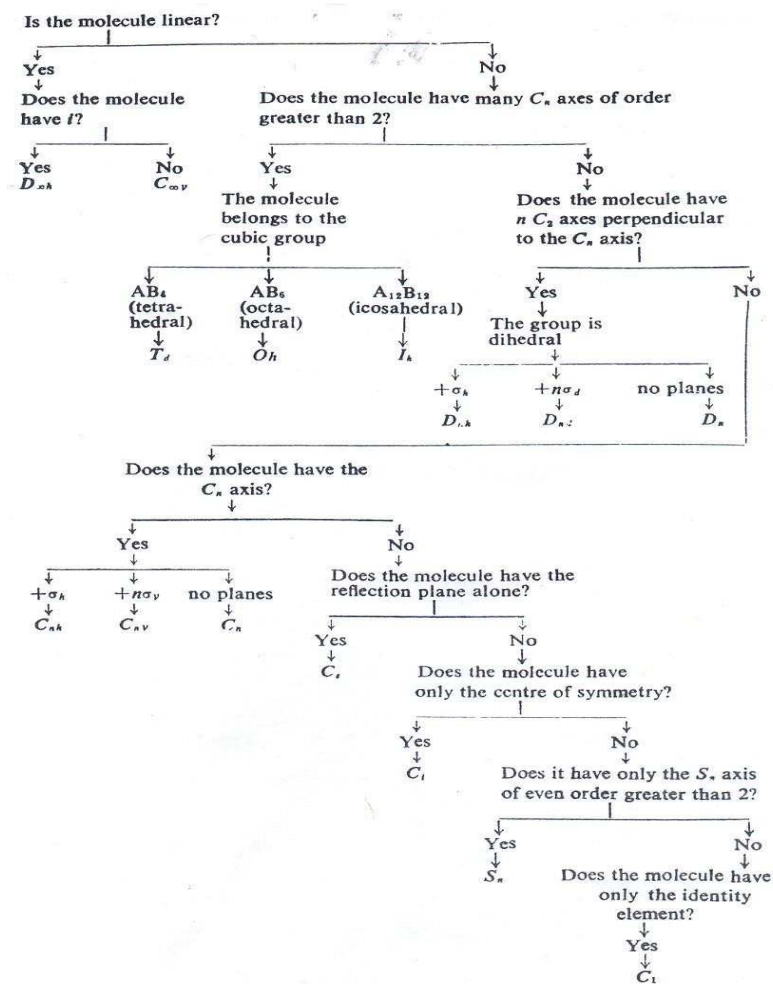 Is the molecule linear?
Yes
No
Does the molecule
have i?
Does the molecule have many Cₙ axes of order
greater than 2?
Yes
No
Yes
No
D∞h
C∞v
The molecule
belongs to the
cubic group
Does the molecule have
n C₂ axes perpendicular
to the Cₙ axis?
AB₄
(tetra-
hedral)
AB₆
(octa-
hedral)
A₁₂B₁₂
(icosahedral)
Yes
No
The group is
dihedral
T_d
Oh
I_h
+σh
+nσd
no planes
Dₙ
Does the molecule have the
Cₙ axis?
Yes
No
+σh
+nσv
no planes
Cₙh
Cₙv
Cₙ
Does the molecule have the
reflection plane alone?
Yes
No
Cₛ
Does the molecule have
only the centre of symmetry?
Yes
No
Cᵢ
Does it have only the Sₙ axis
of even order greater than 2?
Yes
No
Sₙ
Does the molecule have
only the identity
element?
Yes
C₁